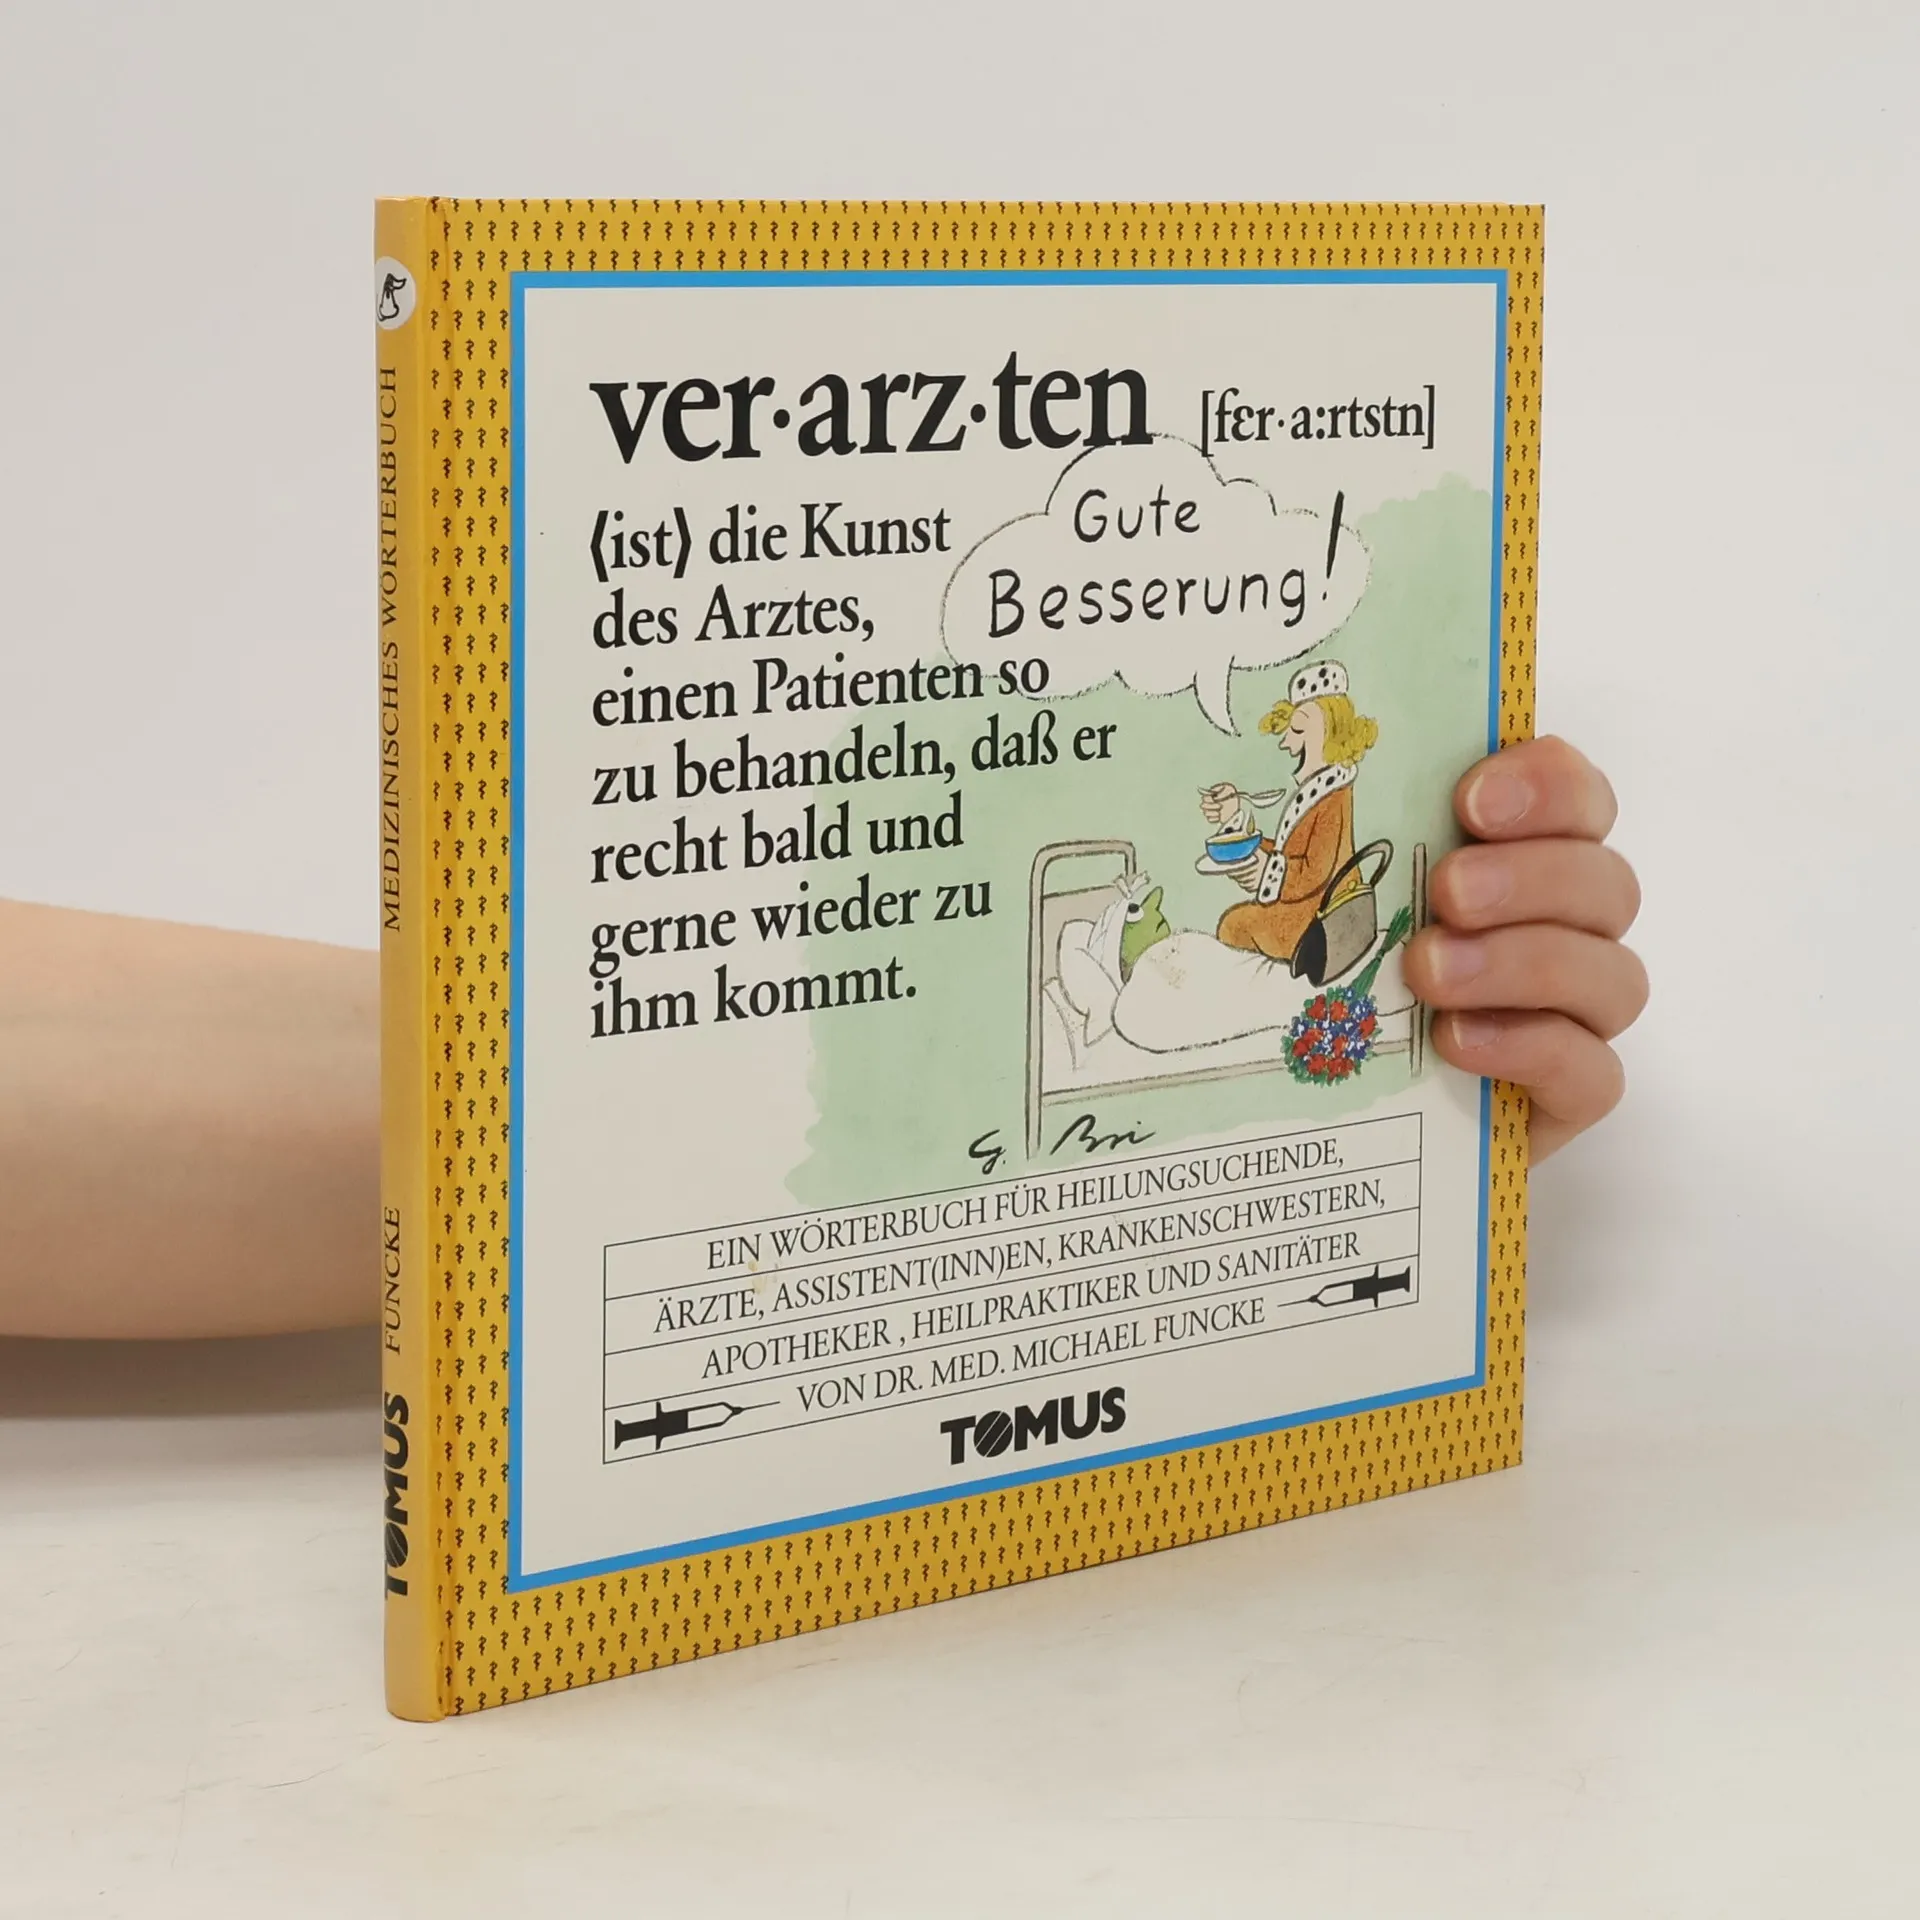 ver·arz·ten [fɛr·a:rtstn]
⟨ist⟩ die Kunst
des Arztes,
einen Patienten so
zu behandeln, daß er
recht bald und
gerne wieder zu
ihm kommt.
Gute
Besserung!
EIN WÖRTERBUCH FÜR HEILUNGSUCHENDE,
ÄRZTE, ASSISTENT(INN)EN, KRANKENSCHWESTERN,
APOTHEKER , HEILPRAKTIKER UND SANITÄTER
VON DR. MED. MICHAEL FUNCKE
TOMUS
MEDIZINISCHES WÖRTERBUCH
FUNCKE
TOMUS